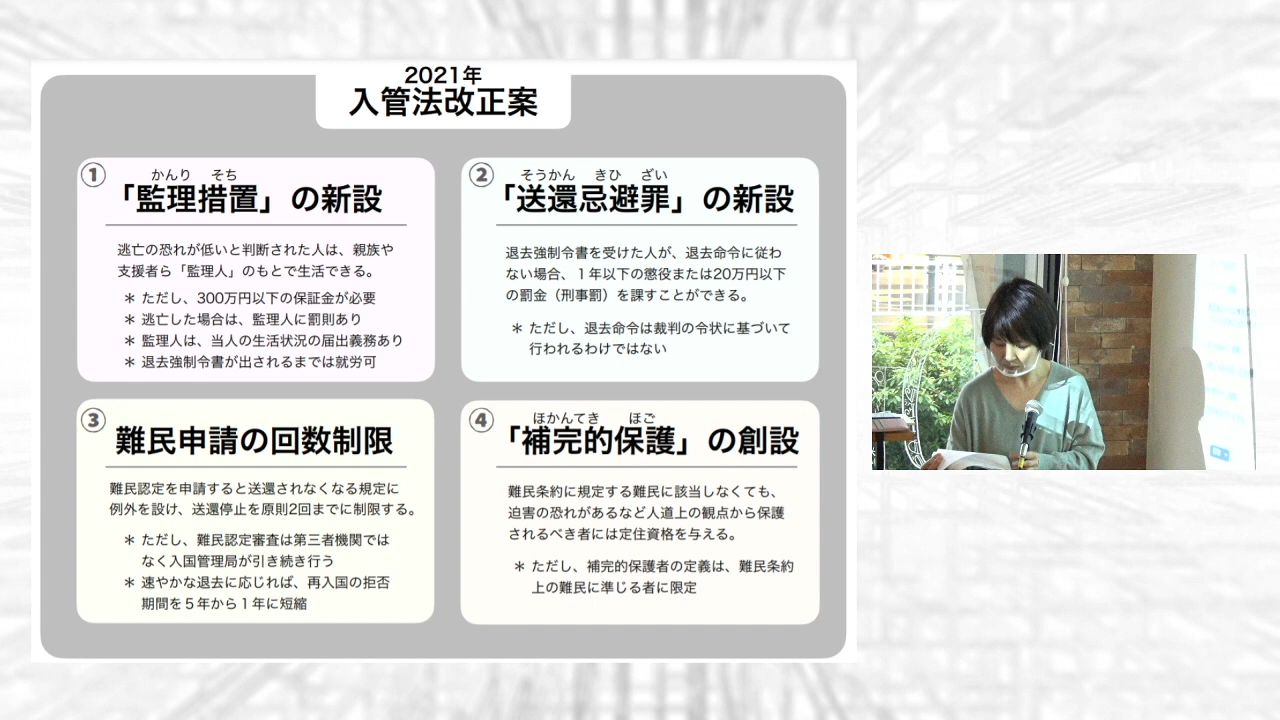 2021年
入管法改正案
①
かんり そち
「監理措置」の新設
逃亡の恐れが低いと判断された人は、親族や
支援者ら「監理人」のもとで生活できる。
＊ ただし、300万円以下の保証金が必要
＊ 逃亡した場合は、監理人に罰則あり
＊ 監理人は、当人の生活状況の届出義務あり
＊ 退去強制令書が出されるまでは就労可
②
そうかん きひ ざい
「送還忌避罪」の新設
退去強制令書を受けた人が、退去命令に従わ
ない場合、１年以下の懲役または20万円以下
の罰金（刑事罰）を課すことができる。
＊ ただし、退去命令は裁判の令状に基づいて
行われるわけではない
③
難民申請の回数制限
難民認定を申請すると送還されなくなる規定に
例外を設け、送還停止を原則2回までに制限する。
＊ ただし、難民認定審査は第三者機関では
なく入国管理局が引き続き行う
＊ 速やかな退去に応じれば、再入国の拒否
期間を５年から１年に短縮
④
ほかんてき ほご
「補完的保護」の創設
難民条約に規定する難民に該当しなくても、
迫害の恐れがあるなど人道上の観点から保護
されるべき者には定住資格を与える。
＊ ただし、補完的保護者の定義は、難民条約
上の難民に準じる者に限定